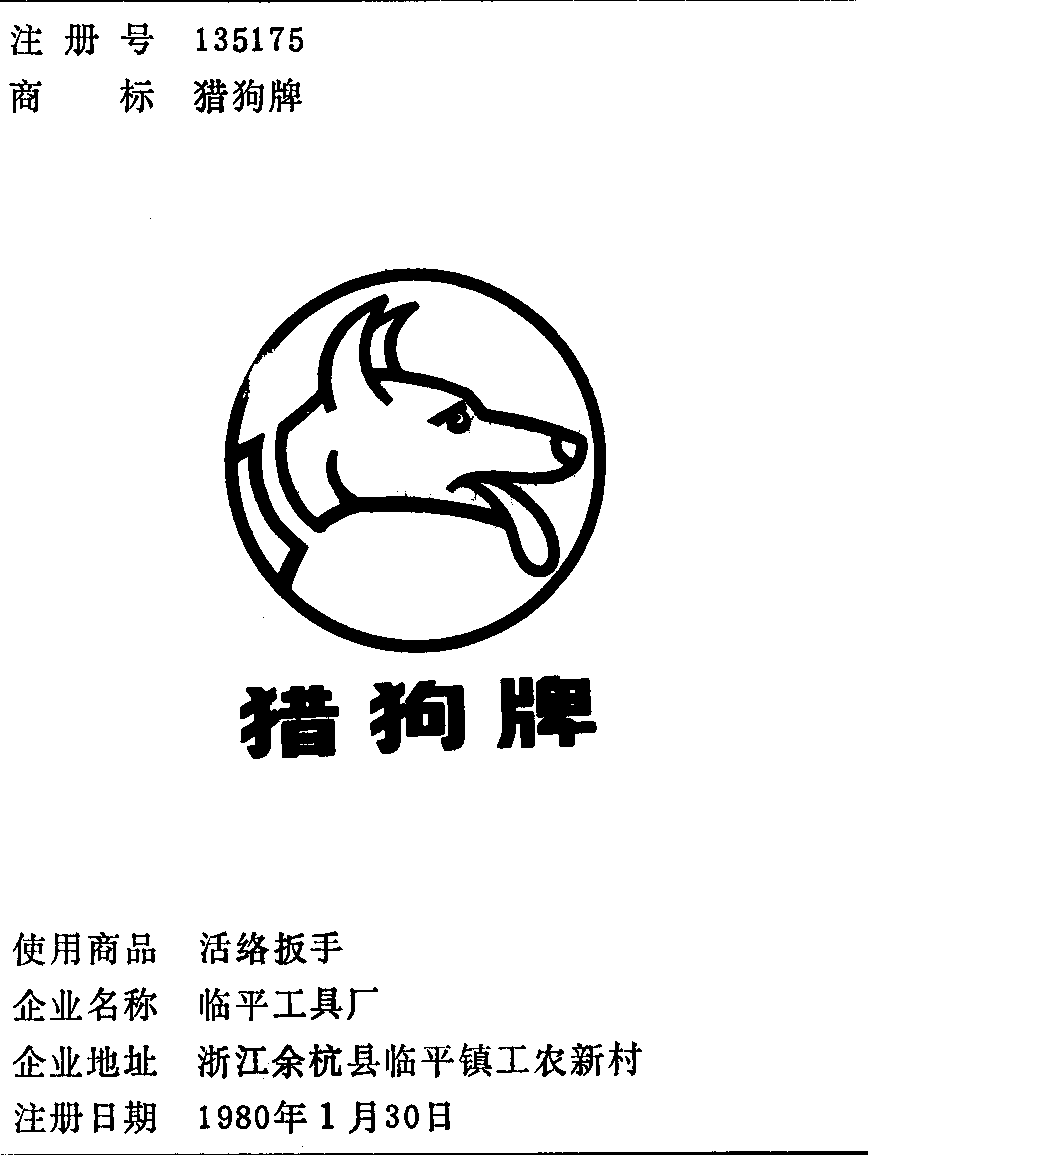 注册号 135175
商标 猎狗牌
猎狗牌
使用商品 活络扳手
企业名称 临平工具厂
企业地址 浙江余杭县临平镇工农新村
注册日期 1980年1月30日